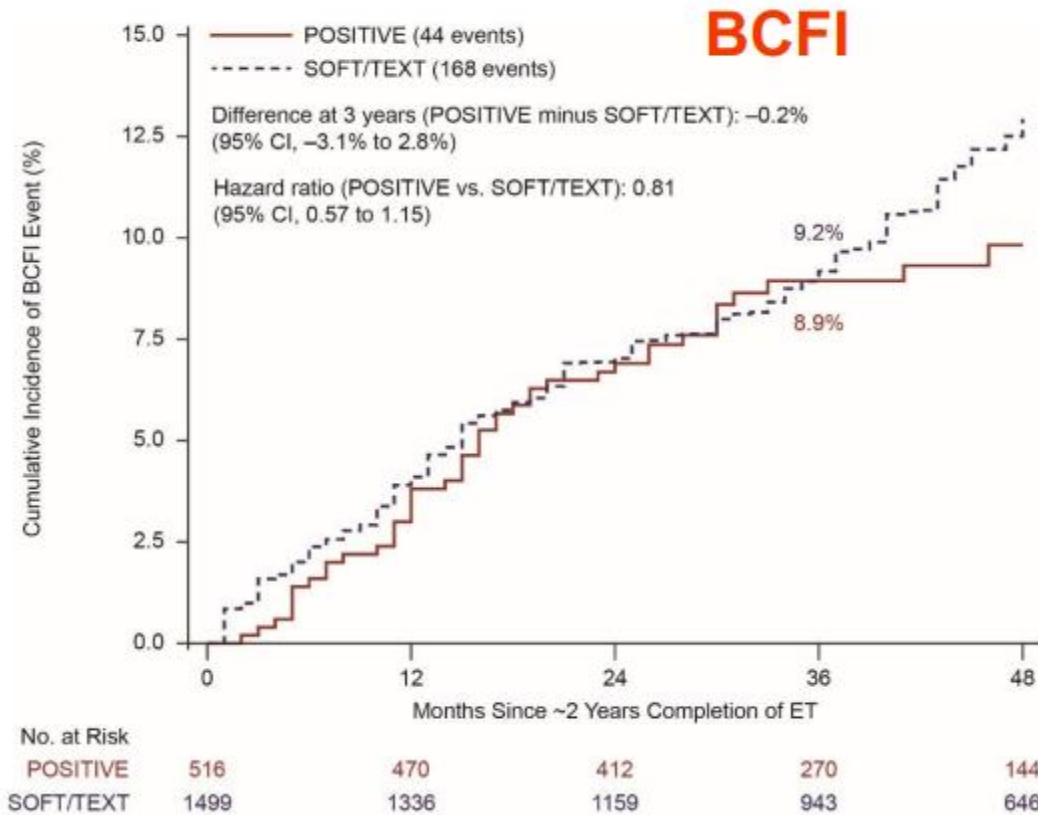 BCFI
POSITIVE (44 events)
SOFT/TEXT (168 events)
Difference at 3 years (POSITIVE minus SOFT/TEXT): –0.2%
(95% CI, –3.1% to 2.8%)
Hazard ratio (POSITIVE vs. SOFT/TEXT): 0.81
(95% CI, 0.57 to 1.15)
Cumulative Incidence of BCFI Event (%)
15.0
12.5
10.0
7.5
5.0
2.5
0.0
9.2%
8.9%
0 12 24 36 48
Months Since ~2 Years Completion of ET
No. at Risk
POSITIVE 516 470 412 270 144
SOFT/TEXT 1499 1336 1159 943 646